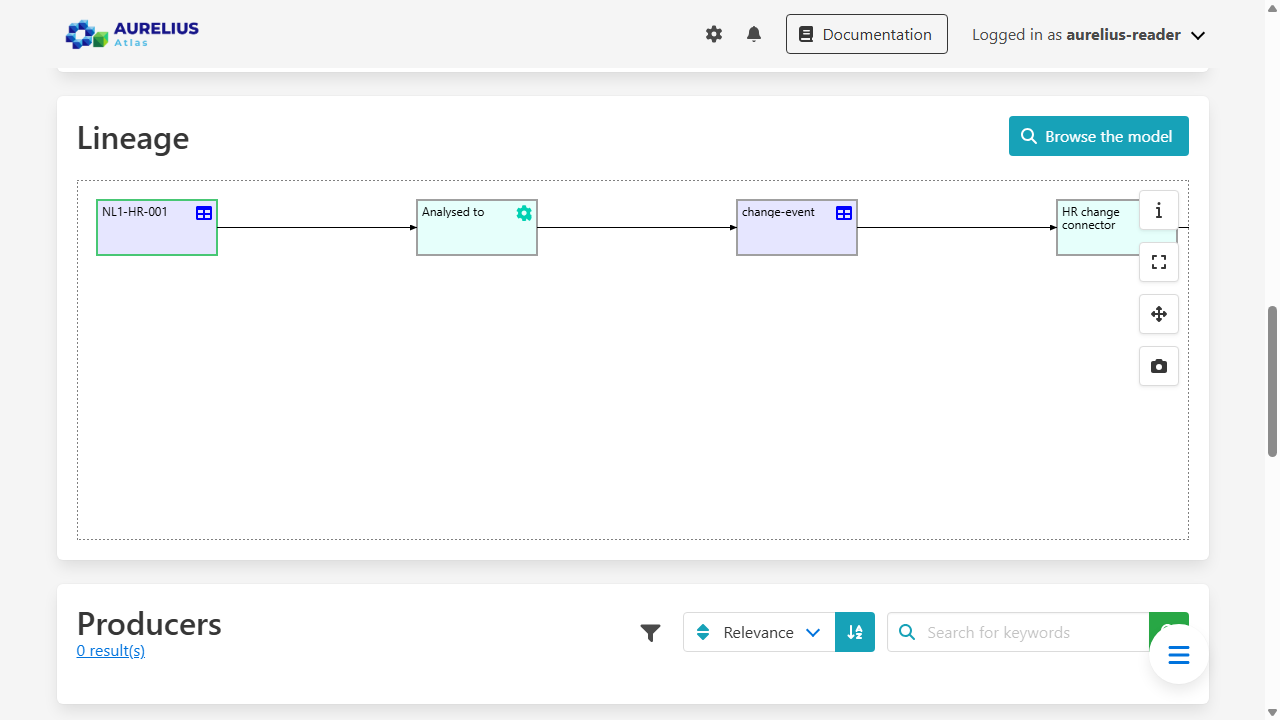 AURELIUS
Atlas
Documentation
Logged in as aurelius-reader
Lineage
Browse the model
NL1-HR-001
Analysed to
change-event
HR change
connector
Producers
0 result(s)
Relevance
Search for keywords